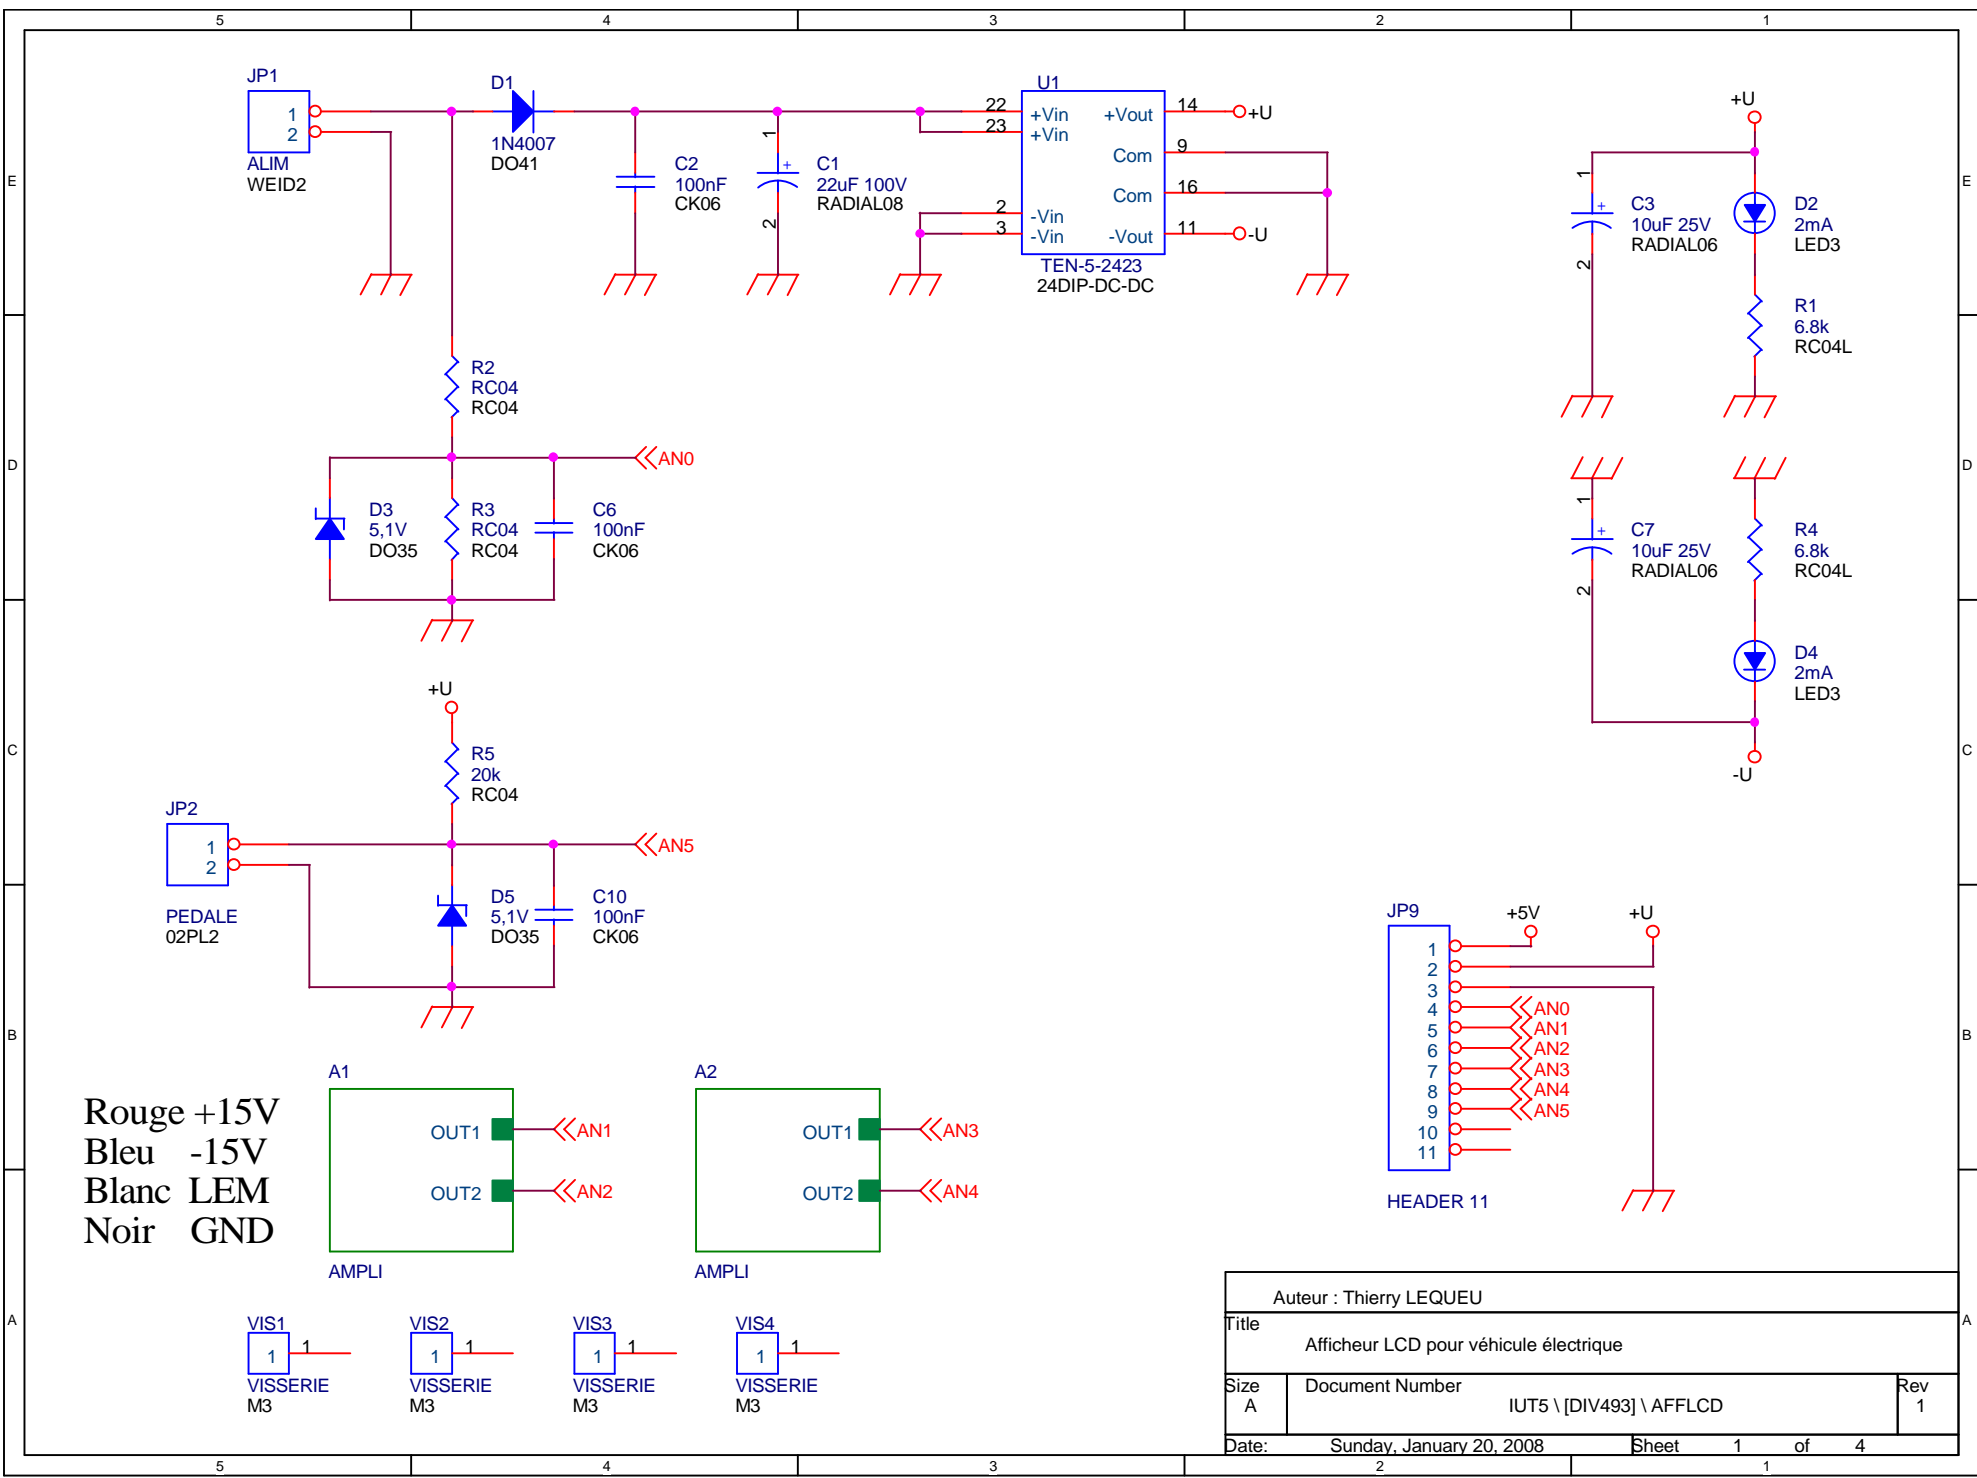 5 4 3 2 1
E
D
C
B
A
JP1
1
2
ALIM
WEID2
D1
1N4007
DO41
C2
100nF
CK06
1
+
2
C1
22uF 100V
RADIAL08
U1
22 +Vin +Vout 14 +U
23 +Vin
Com 9
Com 16
2 -Vin
3 -Vin -Vout 11 -U
TEN-5-2423
24DIP-DC-DC
+U
1
+
2
C3
10uF 25V
RADIAL06
D2
2mA
LED3
R1
6.8k
RC04L
R2
RC04
RC04
AN0
D3
5,1V
DO35
R3
RC04
RC04
C6
100nF
CK06
1
+
2
C7
10uF 25V
RADIAL06
R4
6.8k
RC04L
D4
2mA
LED3
-U
+U
R5
20k
RC04
JP2
1
2
PEDALE
02PL2
AN5
D5
5,1V
DO35
C10
100nF
CK06
JP9 +5V +U
1
2
3
4 AN0
5 AN1
6 AN2
7 AN3
8 AN4
9 AN5
10
11
HEADER 11
Rouge +15V
Bleu -15V
Blanc LEM
Noir GND
A1
OUT1 AN1
OUT2 AN2
AMPLI
A2
OUT1 AN3
OUT2 AN4
AMPLI
VIS1
1 1
VISSERIE
M3
VIS2
1 1
VISSERIE
M3
VIS3
1 1
VISSERIE
M3
VIS4
1 1
VISSERIE
M3
Auteur : Thierry LEQUEU
Title
Afficheur LCD pour véhicule électrique
Size Document Number Rev
A IUT5 \ [DIV493] \ AFFLCD 1
Date: Sunday, January 20, 2008 Sheet 1 of 4
E
D
C
B
A
5 4 3 2 1